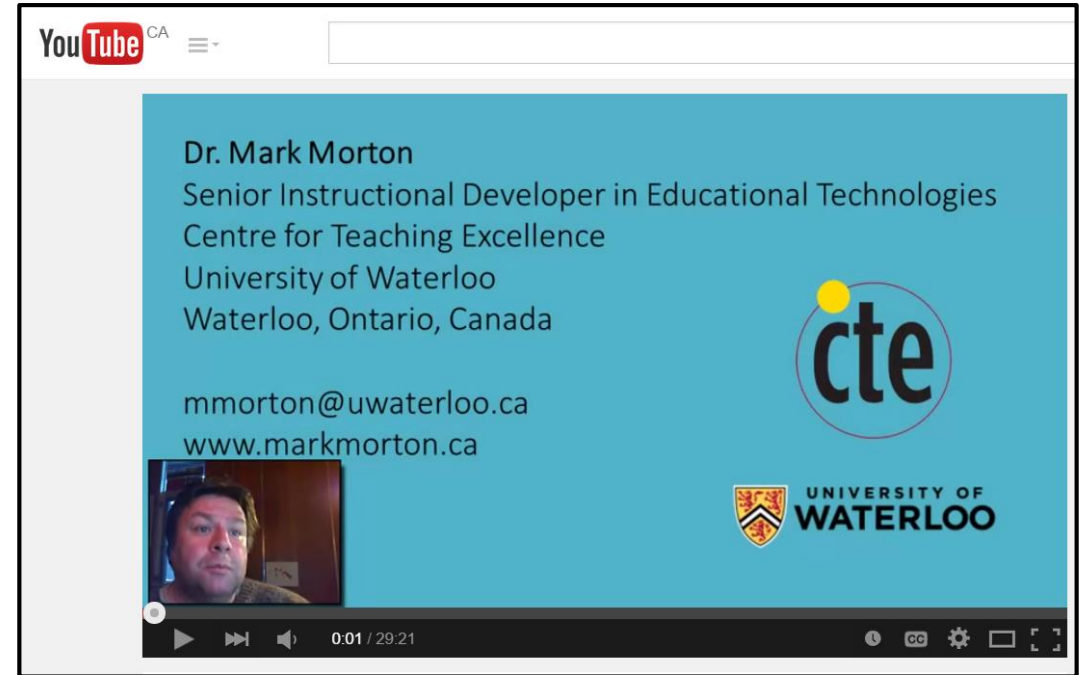 YouTube CA
Dr. Mark Morton
Senior Instructional Developer in Educational Technologies
Centre for Teaching Excellence
University of Waterloo
Waterloo, Ontario, Canada
mmorton@uwaterloo.ca
www.markmorton.ca
cte
UNIVERSITY OF
WATERLOO
0:01 / 29:21
CC